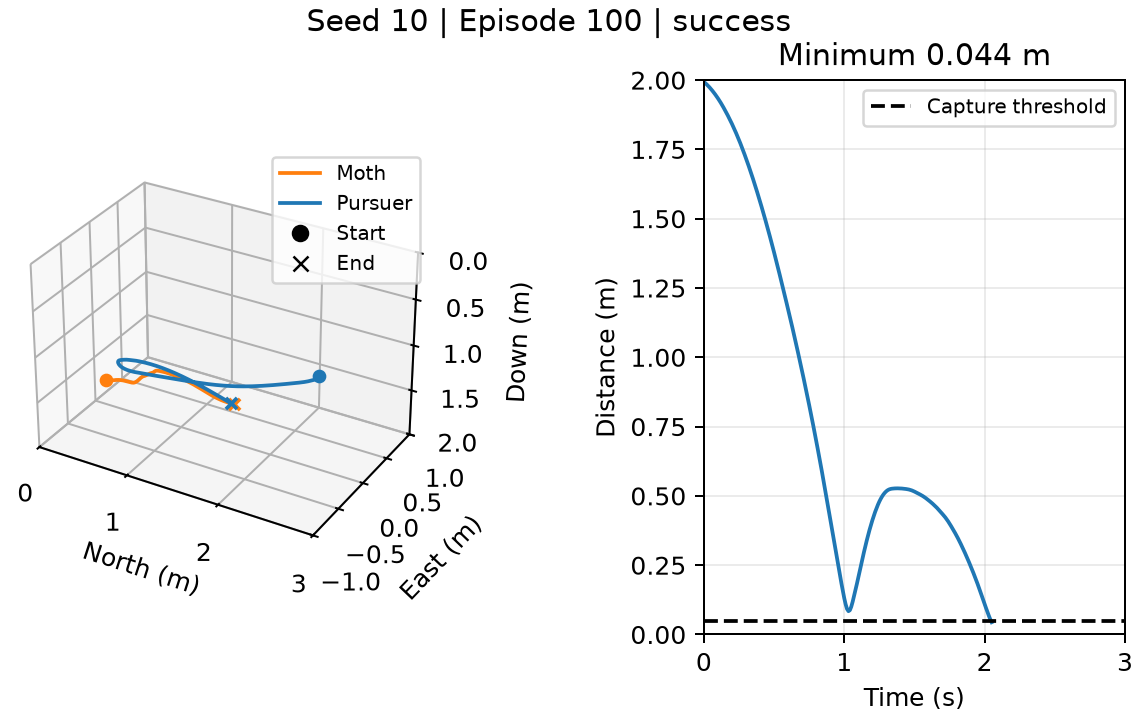 Seed 10 | Episode 100 | success
Moth
Pursuer
Start
End
0.0
0.5
1.0
1.5
2.0
Down (m)
0
1
2
3
North (m)
−1.0
−0.5
0.0
0.5
1.0
East (m)
Minimum 0.044 m
Capture threshold
2.00
1.75
1.50
1.25
1.00
0.75
0.50
0.25
0.00
Distance (m)
0
1
2
3
Time (s)